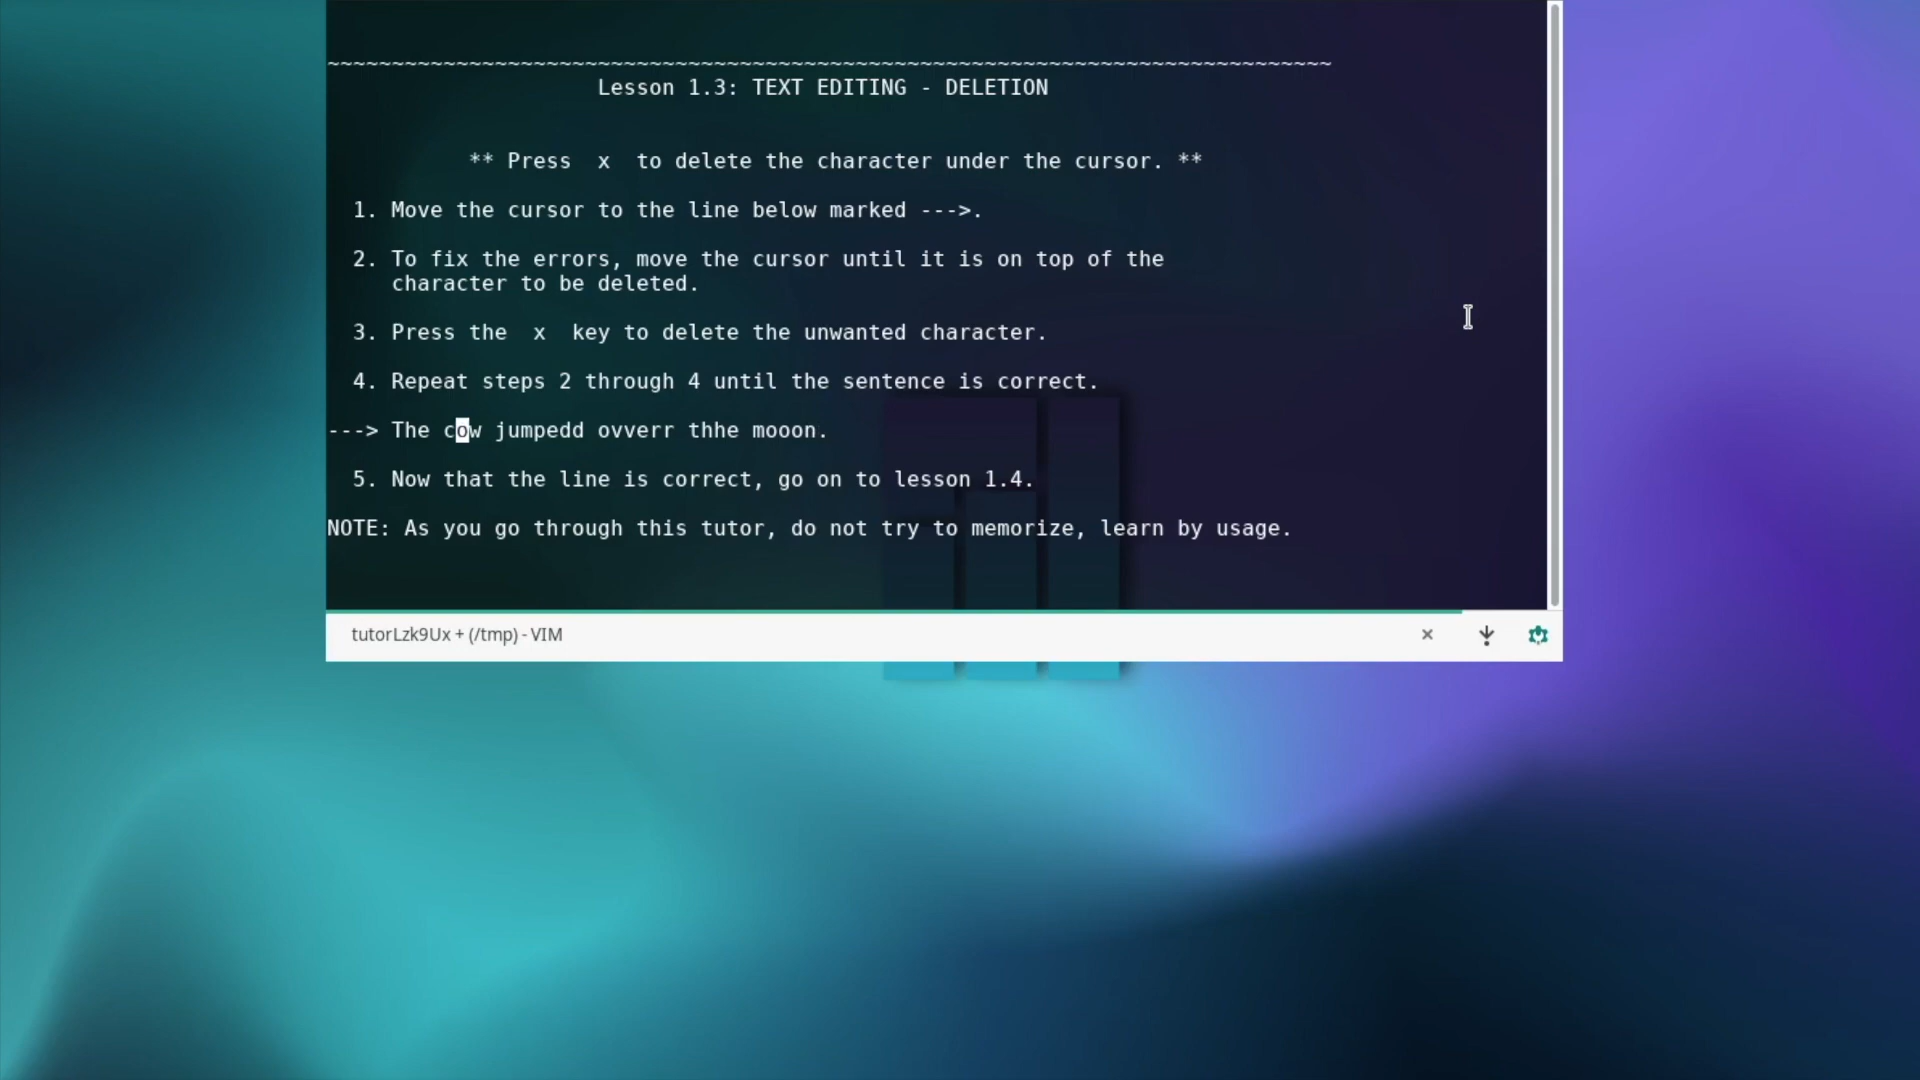 ~~~~~~~~~~~~~~~~~~~~~~~~~~~~~~~~~~~~~~~~~~~~~~~~~~~~~~~~~~~~~~~~~~~~~~~~~~~~~~
Lesson 1.3: TEXT EDITING - DELETION
** Press  x  to delete the character under the cursor. **
1. Move the cursor to the line below marked --->.
2. To fix the errors, move the cursor until it is on top of the
character to be deleted.
3. Press the  x  key to delete the unwanted character.
4. Repeat steps 2 through 4 until the sentence is correct.
---> The cow jumpedd ovverr thhe mooon.
5. Now that the line is correct, go on to lesson 1.4.
NOTE: As you go through this tutor, do not try to memorize, learn by usage.
tutorLzk9Ux + (/tmp) - VIM